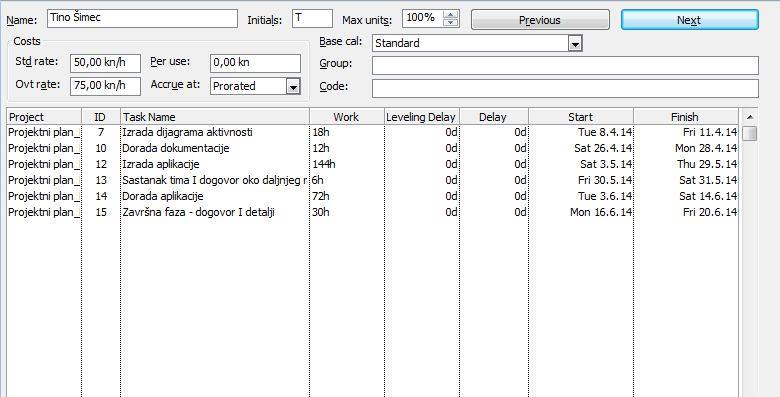 Name: Tino Šimec Initials: T Max units: 100% Previous Next
Costs Base cal: Standard
Std rate: 50,00 kn/h Per use: 0,00 kn Group:
Ovt rate: 75,00 kn/h Accrue at: Prorated Code:
Project ID Task Name Work Leveling Delay Delay Start Finish
Projektni plan_ 7 Izrada dijagrama aktivnosti 18h 0d 0d Tue 8.4.14 Fri 11.4.14
Projektni plan_ 10 Dorada dokumentacije 12h 0d 0d Sat 26.4.14 Mon 28.4.14
Projektni plan_ 12 Izrada aplikacije 144h 0d 0d Sat 3.5.14 Thu 29.5.14
Projektni plan_ 13 Sastanak tima I dogovor oko daljnjeg r 6h 0d 0d Fri 30.5.14 Sat 31.5.14
Projektni plan_ 14 Dorada aplikacije 72h 0d 0d Tue 3.6.14 Sat 14.6.14
Projektni plan_ 15 Završna faza - dogovor I detalji 30h 0d 0d Mon 16.6.14 Fri 20.6.14